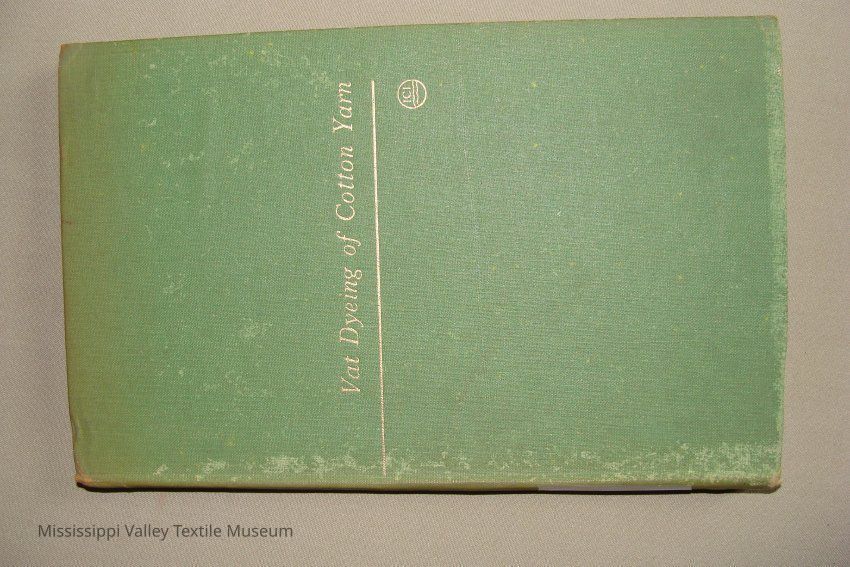 Vat Dyeing of Cotton Yarn
ICI
Mississippi Valley Textile Museum